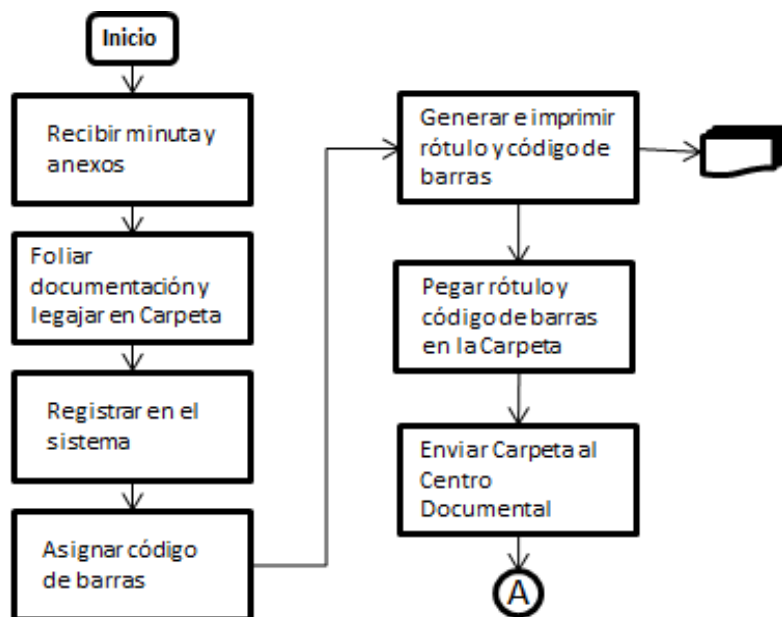 Inicio
Recibir minuta y
anexos
Foliar
documentación y
legajar en Carpeta
Registrar en el
sistema
Asignar código
de barras
Generar e imprimir
rótulo y código de
barras
Pegar rótulo y
código de barras
en la Carpeta
Enviar Carpeta al
Centro
Documental
A